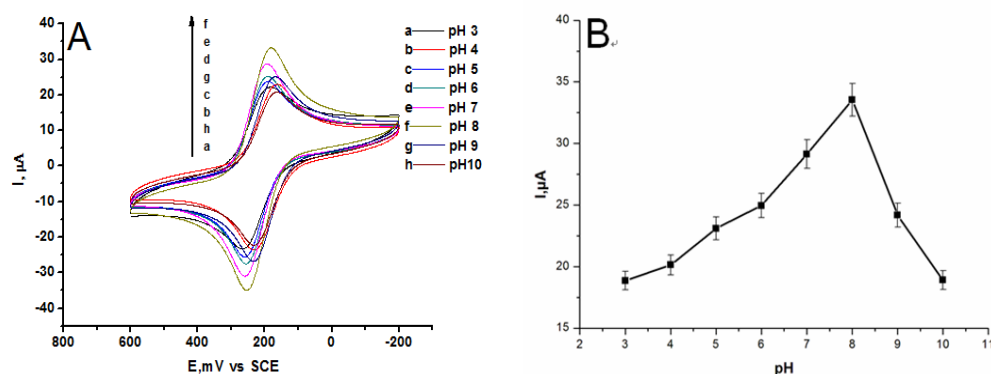 A
I, μA
40
30
20
10
0
-10
-20
-30
-40
800
600
400
200
0
-200
E,mV vs SCE
f
e
d
g
c
b
h
a
a pH 3
b pH 4
c pH 5
d pH 6
e pH 7
f pH 8
g pH 9
h pH10
B
I,μA
40
35
30
25
20
15
2
3
4
5
6
7
8
9
10
11
pH